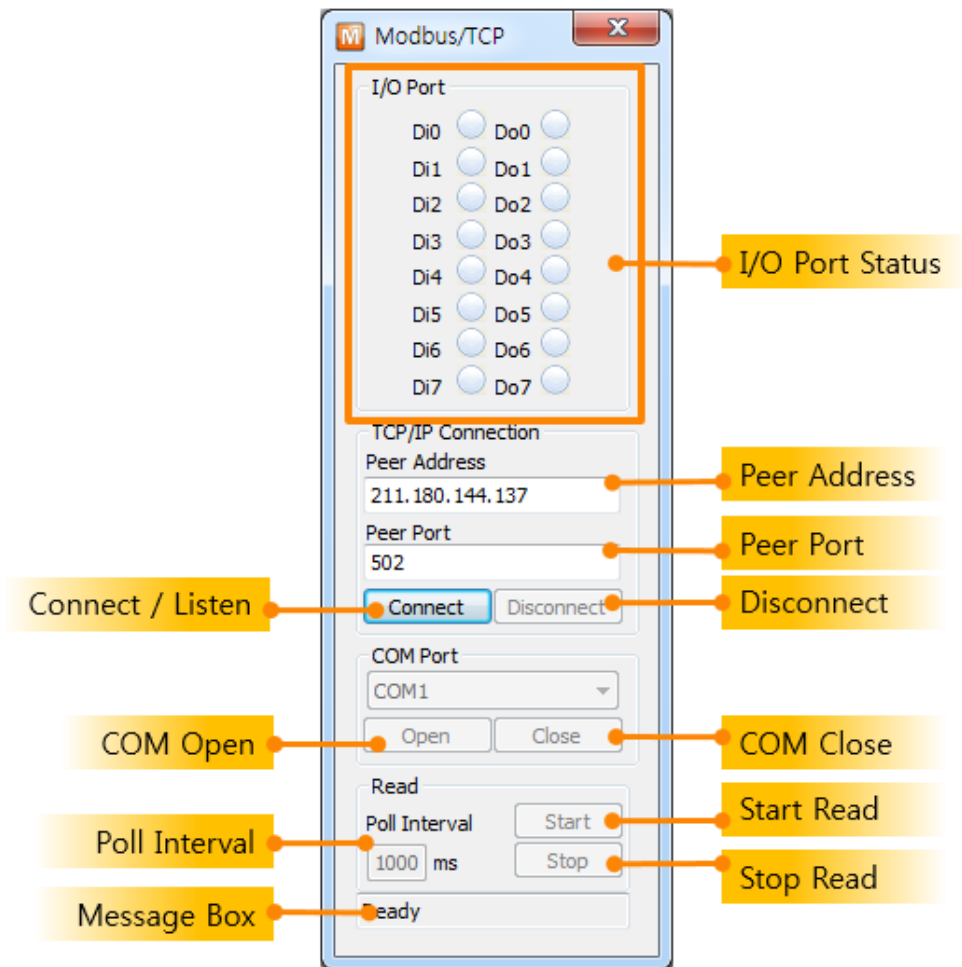 M Modbus/TCP X
I/O Port
Di0 Do0
Di1 Do1
Di2 Do2
Di3 Do3
Di4 Do4
Di5 Do5
Di6 Do6
Di7 Do7
I/O Port Status
TCP/IP Connection
Peer Address
211.180.144.137
Peer Address
Peer Port
502
Peer Port
Connect / Listen
Connect Disconnect
Disconnect
COM Port
COM1
COM Open
Open Close
COM Close
Read
Poll Interval Start
Start Read
Poll Interval
1000 ms Stop
Stop Read
Message Box
Ready